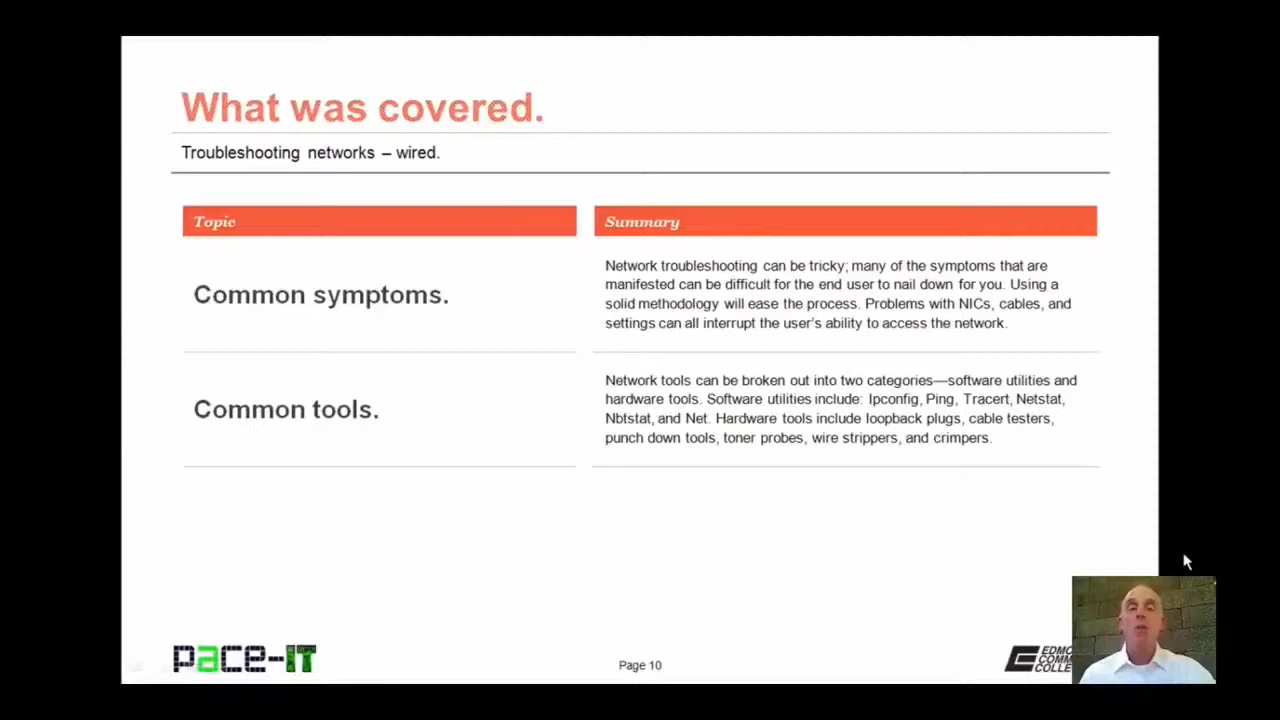 What was covered.
Troubleshooting networks – wired.
Topic
Summary
Common symptoms.
Network troubleshooting can be tricky; many of the symptoms that are
manifested can be difficult for the end user to nail down for you. Using a
solid methodology will ease the process. Problems with NICs, cables, and
settings can all interrupt the user's ability to access the network.
Common tools.
Network tools can be broken out into two categories—software utilities and
hardware tools. Software utilities include: Ipconfig, Ping, Tracert, Netstat,
Nbtstat, and Net. Hardware tools include loopback plugs, cable testers,
punch down tools, toner probes, wire strippers, and crimpers.
pace-IT
Page 10